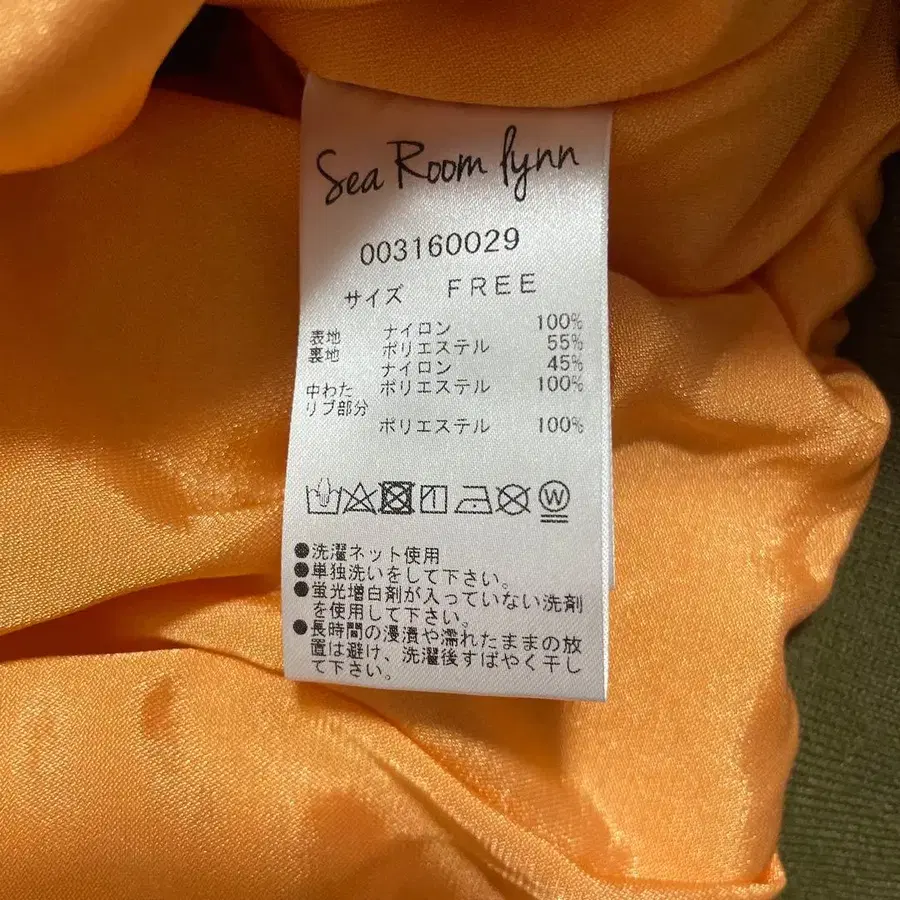 Sea Room lynn
003160029
サイズ FREE
表地 ナイロン 100%
裏地 ポリエステル 55%
ナイロン 45%
中わた ポリエステル 100%
リブ部分
ポリエステル 100%
W
●洗濯ネット使用
●単独洗いをして下さい。
●蛍光増白剤が入っていない洗剤
を使用して下さい。
●長時間の浸漬や濡れたままの放
置は避け、洗濯後すばやく干し
て下さい。